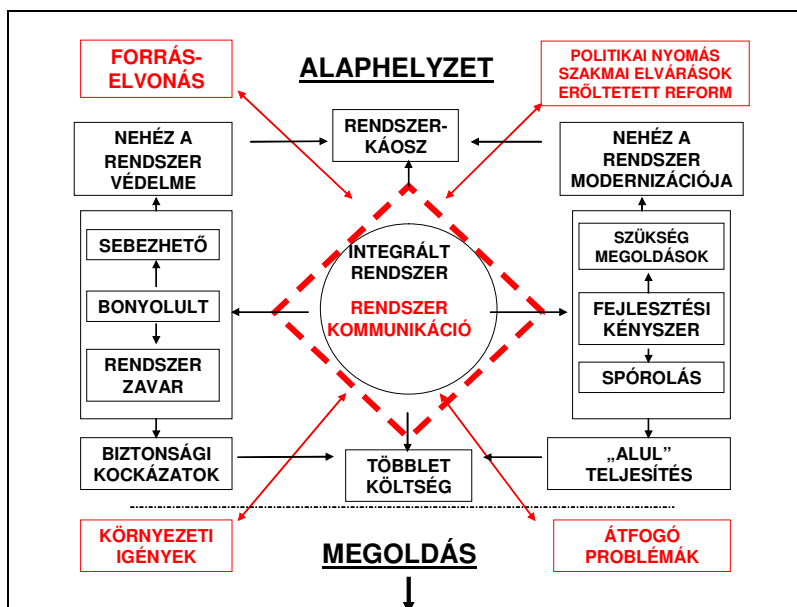 FORRÁS-
ELVONÁS
ALAPHELYZET
POLITIKAI NYOMÁS
SZAKMAI ELVÁRÁSOK
ERŐLTETETT REFORM
NEHÉZ A
RENDSZER
VÉDELME
RENDSZER-
KÁOSZ
NEHÉZ A
RENDSZER
MODERNIZÁCIÓJA
SEBEZHETŐ
BONYOLULT
RENDSZER
ZAVAR
INTEGRÁLT
RENDSZER
RENDSZER
KOMMUNIKÁCIÓ
SZÜKSÉG
MEGOLDÁSOK
FEJLESZTÉSI
KÉNYSZER
SPÓROLÁS
BIZTONSÁGI
KOCKÁZATOK
TÖBBLET
KÖLTSÉG
„ALUL”
TELJESÍTÉS
KÖRNYEZETI
IGÉNYEK
MEGOLDÁS
ÁTFOGÓ
PROBLÉMÁK